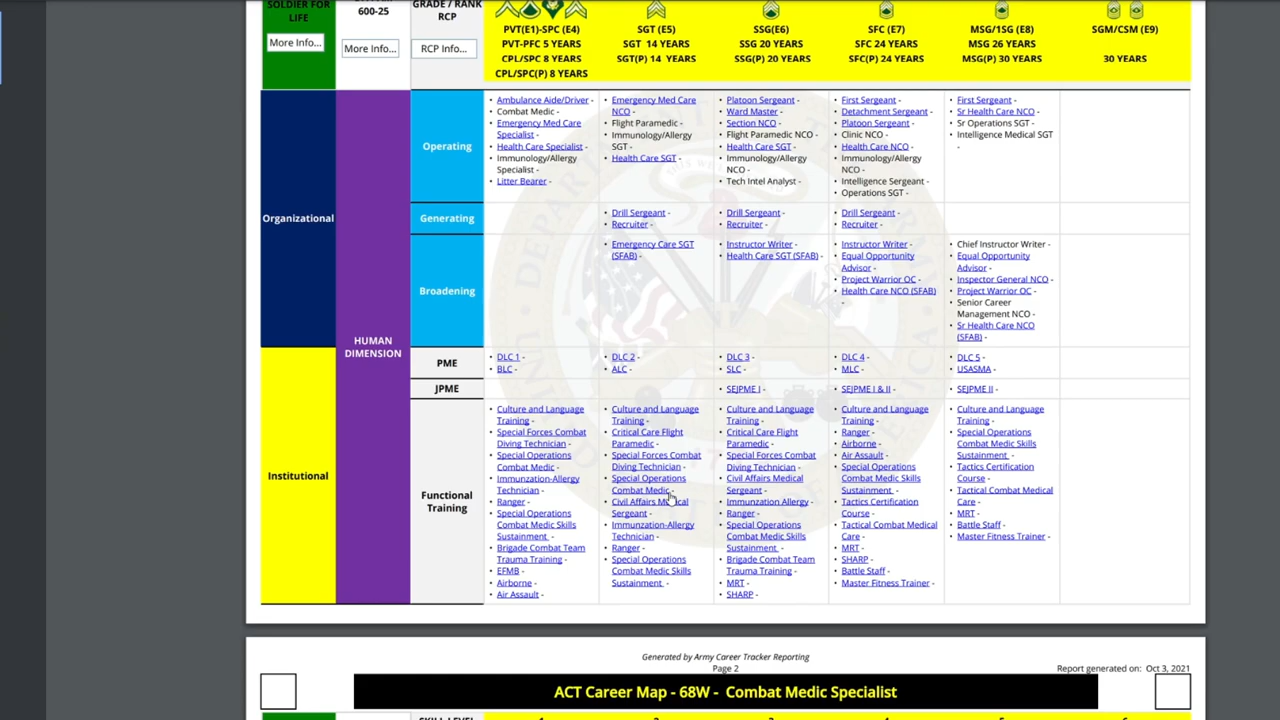 SOLDIER FOR
LIFE
More Info...
600-25
More Info...
GRADE / RANK
RCP
RCP Info...
PVT(E1)-SPC (E4)
PVT-PFC 5 YEARS
CPL/SPC 8 YEARS
CPL/SPC(P) 8 YEARS
SGT (E5)
SGT 14 YEARS
SGT(P) 14 YEARS
SSG(E6)
SSG 20 YEARS
SSG(P) 20 YEARS
SFC (E7)
SFC 24 YEARS
SFC(P) 24 YEARS
MSG/1SG (E8)
MSG 26 YEARS
MSG(P) 30 YEARS
SGM/CSM (E9)
30 YEARS
Organizational
HUMAN
DIMENSION
Operating
• Ambulance Aide/Driver -
• Combat Medic -
• Emergency Med Care
Specialist -
• Health Care Specialist -
• Immunology/Allergy
Specialist -
• Litter Bearer -
• Emergency Med Care
NCO -
• Flight Paramedic -
• Immunology/Allergy
SGT -
• Health Care SGT -
• Platoon Sergeant -
• Ward Master -
• Section NCO -
• Flight Paramedic NCO -
• Health Care SGT -
• Immunology/Allergy
NCO -
• Tech Intel Analyst -
• First Sergeant -
• Detachment Sergeant -
• Platoon Sergeant -
• Clinic NCO -
• Health Care NCO -
• Immunology/Allergy
NCO -
• Intelligence Sergeant -
• Operations SGT -
• First Sergeant -
• Sr Health Care NCO -
• Sr Operations SGT -
• Intelligence Medical SGT
-
Generating
• Drill Sergeant -
• Recruiter -
• Drill Sergeant -
• Recruiter -
• Drill Sergeant -
• Recruiter -
Broadening
• Emergency Care SGT
(SFAB) -
• Instructor Writer -
• Health Care SGT (SFAB) -
• Instructor Writer -
• Equal Opportunity
Advisor -
• Project Warrior OC -
• Health Care NCO (SFAB)
-
• Chief Instructor Writer -
• Equal Opportunity
Advisor -
• Inspector General NCO -
• Project Warrior OC -
• Senior Career
Management NCO -
• Sr Health Care NCO
(SFAB) -
Institutional
PME
• DLC 1 -
• BLC -
• DLC 2 -
• ALC -
• DLC 3 -
• SLC -
• DLC 4 -
• MLC -
• DLC 5 -
• USASMA -
JPME
• SEJPME I -
• SEJPME I & II -
• SEJPME II -
Functional
Training
• Culture and Language
Training -
• Special Forces Combat
Diving Technician -
• Special Operations
Combat Medic -
• Immunzation-Allergy
Technician -
• Ranger -
• Special Operations
Combat Medic Skills
Sustainment -
• Brigade Combat Team
Trauma Training -
• EFMB -
• Airborne -
• Air Assault -
• Culture and Language
Training -
• Critical Care Flight
Paramedic -
• Special Forces Combat
Diving Technician -
• Special Operations
Combat Medic -
• Civil Affairs Medical
Sergeant -
• Immunzation-Allergy
Technician -
• Ranger -
• Special Operations
Combat Medic Skills
Sustainment -
• Culture and Language
Training -
• Critical Care Flight
Paramedic -
• Special Forces Combat
Diving Technician -
• Civil Affairs Medical
Sergeant -
• Immunzation Allergy -
• Ranger -
• Special Operations
Combat Medic Skills
Sustainment -
• Brigade Combat Team
Trauma Training -
• MRT -
• SHARP -
• Culture and Language
Training -
• Ranger -
• Airborne -
• Air Assault -
• Special Operations
Combat Medic Skills
Sustainment -
• Tactics Certification
Course -
• Tactical Combat Medical
Care -
• MRT -
• SHARP -
• Battle Staff -
• Master Fitness Trainer -
• Culture and Language
Training -
• Special Operations
Combat Medic Skills
Sustainment -
• Tactics Certification
Course -
• Tactical Combat Medical
Care -
• MRT -
• Battle Staff -
• Master Fitness Trainer -
Generated by Army Career Tracker Reporting
Page 2
Report generated on: Oct 3, 2021
ACT Career Map - 68W - Combat Medic Specialist